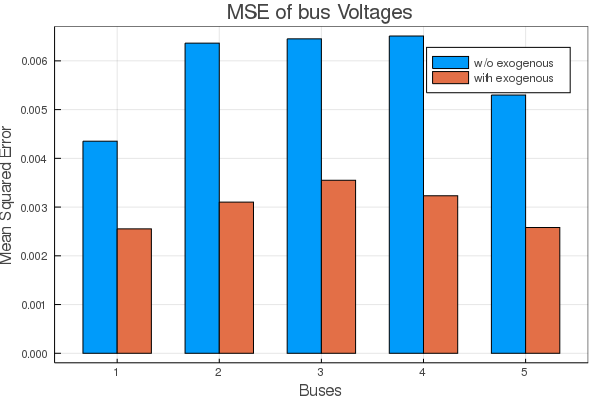 MSE of bus Voltages
Mean Squared Error
0.006
0.005
0.004
0.003
0.002
0.001
0.000
w/o exogenous
with exogenous
1 2 3 4 5
Buses